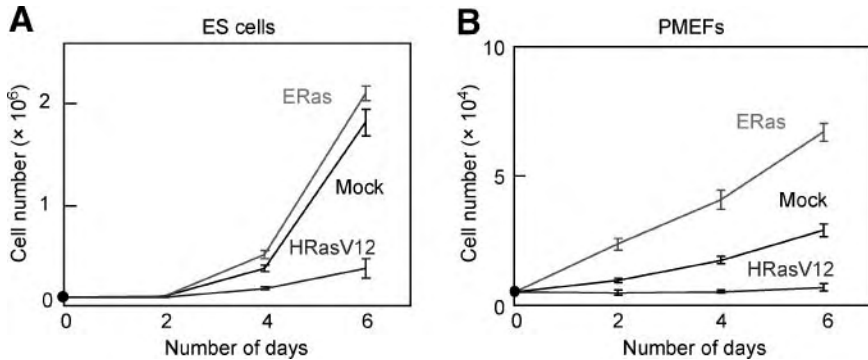 A
ES cells
Cell number (× 10⁶)
2
1
0
ERas
Mock
HRasV12
0 2 4 6
Number of days
B
PMEFs
Cell number (× 10⁴)
10
5
0
ERas
Mock
HRasV12
0 2 4 6
Number of days